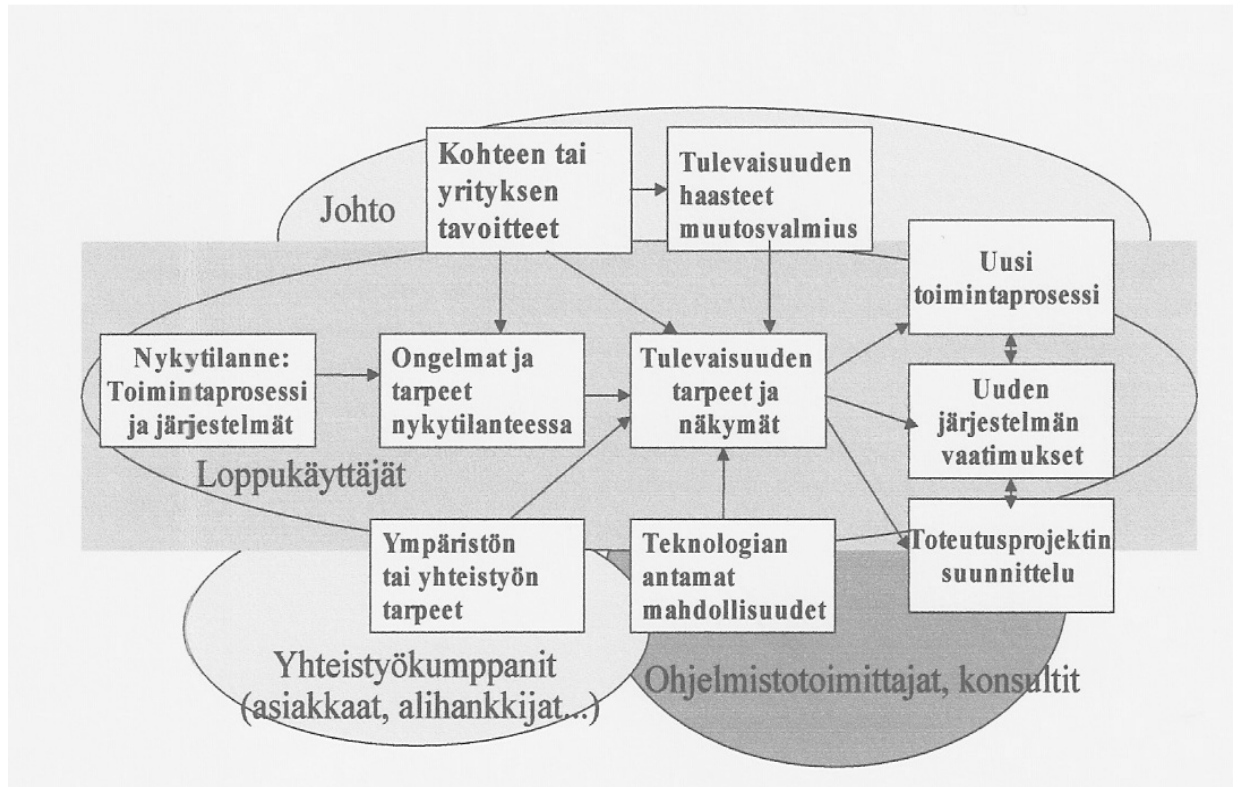 Kohteen tai
yrityksen
tavoitteet
Tulevaisuuden
haasteet
muutosvalmius
Johto
Uusi
toimintaprosessi
Nykytilanne:
Toimintaprosessi
ja järjestelmät
Ongelmat ja
tarpeet
nykytilanteessa
Tulevaisuuden
tarpeet ja
näkymät
Uuden
järjestelmän
vaatimukset
Loppukäyttäjät
Ympäristön
tai yhteistyön
tarpeet
Teknologian
antamat
mahdollisuudet
Toteutusprojektin
suunnittelu
Yhteistyökumppanit
(asiakkaat, alihankkijat...)
Ohjelmistotoimittajat, konsultit